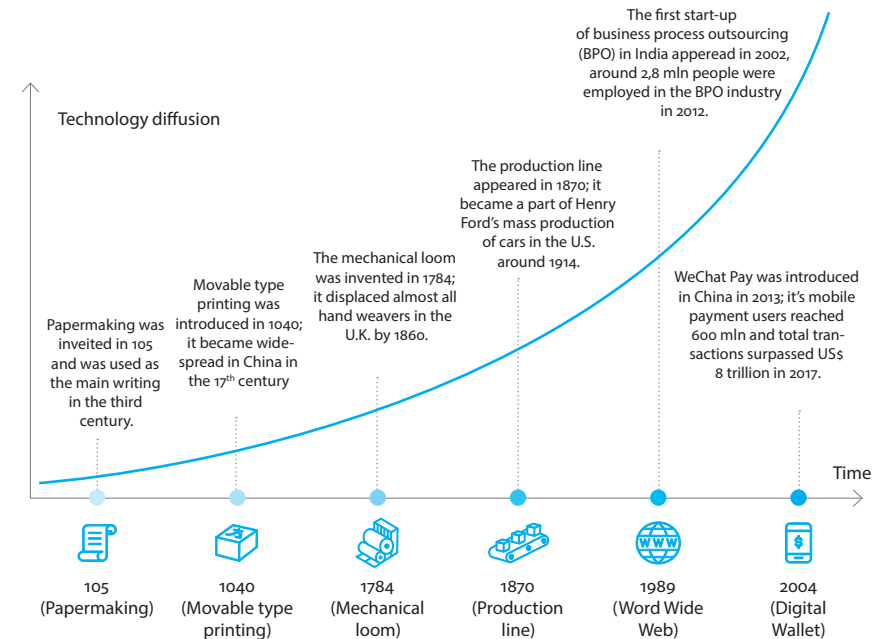 The first start-up
of business process outsourcing
(BPO) in India apperead in 2002,
around 2,8 mln people were
employed in the BPO industry
in 2012.
Technology diffusion
The production line
appeared in 1870; it
became a part of Henry
Ford's mass production
of cars in the U.S.
around 1914.
The mechanical loom
was invented in 1784;
it displaced almost all
hand weavers in the
U.K. by 1860.
Movable type
printing was
introduced in 1040;
it became wide-
spread in China in
the 17th century
Papermaking was
inveited in 105
and was used as
the main writing
in the third
century.
WeChat Pay was introduced
in China in 2013; it's mobile
payment users reached
600 mln and total tran-
sactions surpassed US$
8 trillion in 2017.
Time
WWW
$
105
(Papermaking)
1040
(Movable type
printing)
1784
(Mechanical
loom)
1870
(Production
line)
1989
(Word Wide
Web)
2004
(Digital
Wallet)